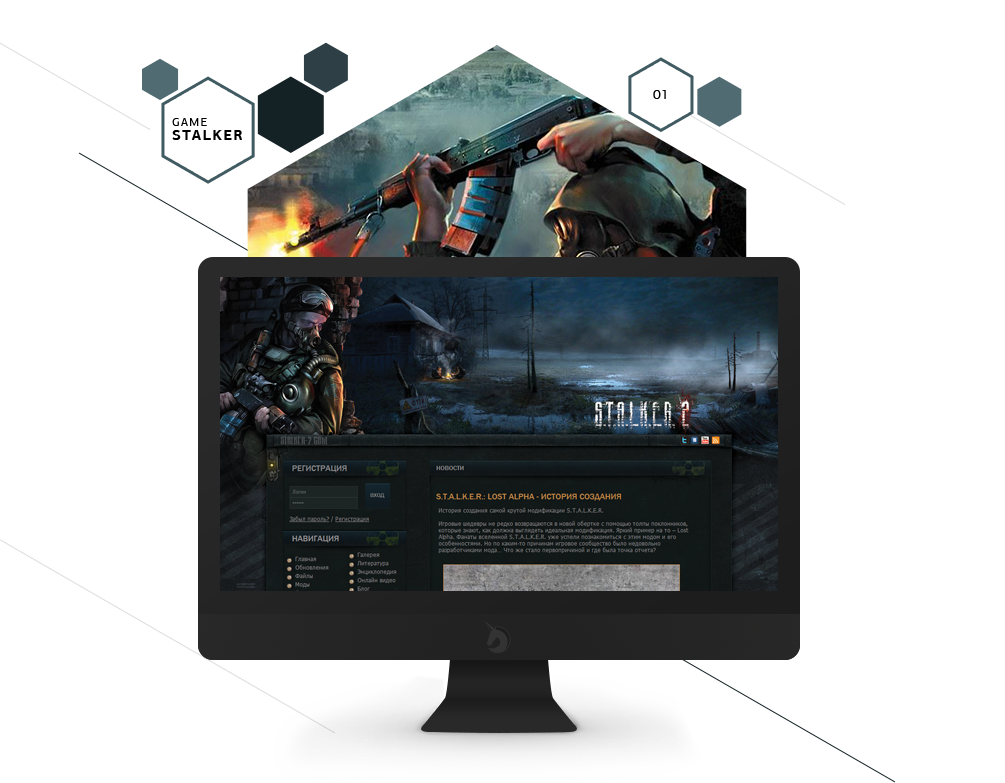 GAME
STALKER
01
S.T.A.L.K.E.R 2
STALKER-2 GAME
РЕГИСТРАЦИЯ
Логин
вход
Забыл пароль? / Регистрация
НАВИГАЦИЯ
Главная
Обновления
Файлы
Моды
Галерея
Литература
Энциклопедия
Онлайн видео
Блог
НОВОСТИ
S.T.A.L.K.E.R.: LOST ALPHA - ИСТОРИЯ СОЗДАНИЯ
История создания самой крутой модификации S.T.A.L.K.E.R.
Игровые шедевры не редко возвращаются в новой обертке с помощью толпы поклонников,
которые знают, как должна выглядеть идеальная модификация. Яркий пример на то – Lost
Alpha. Фанаты вселенной S.T.A.L.K.E.R. уже успели познакомиться с этим модом и его
особенностями. Но по каким-то причинам игровое сообщество было недовольно
разработчиками мода . Что же стало первопричиной и где была точка отчета?